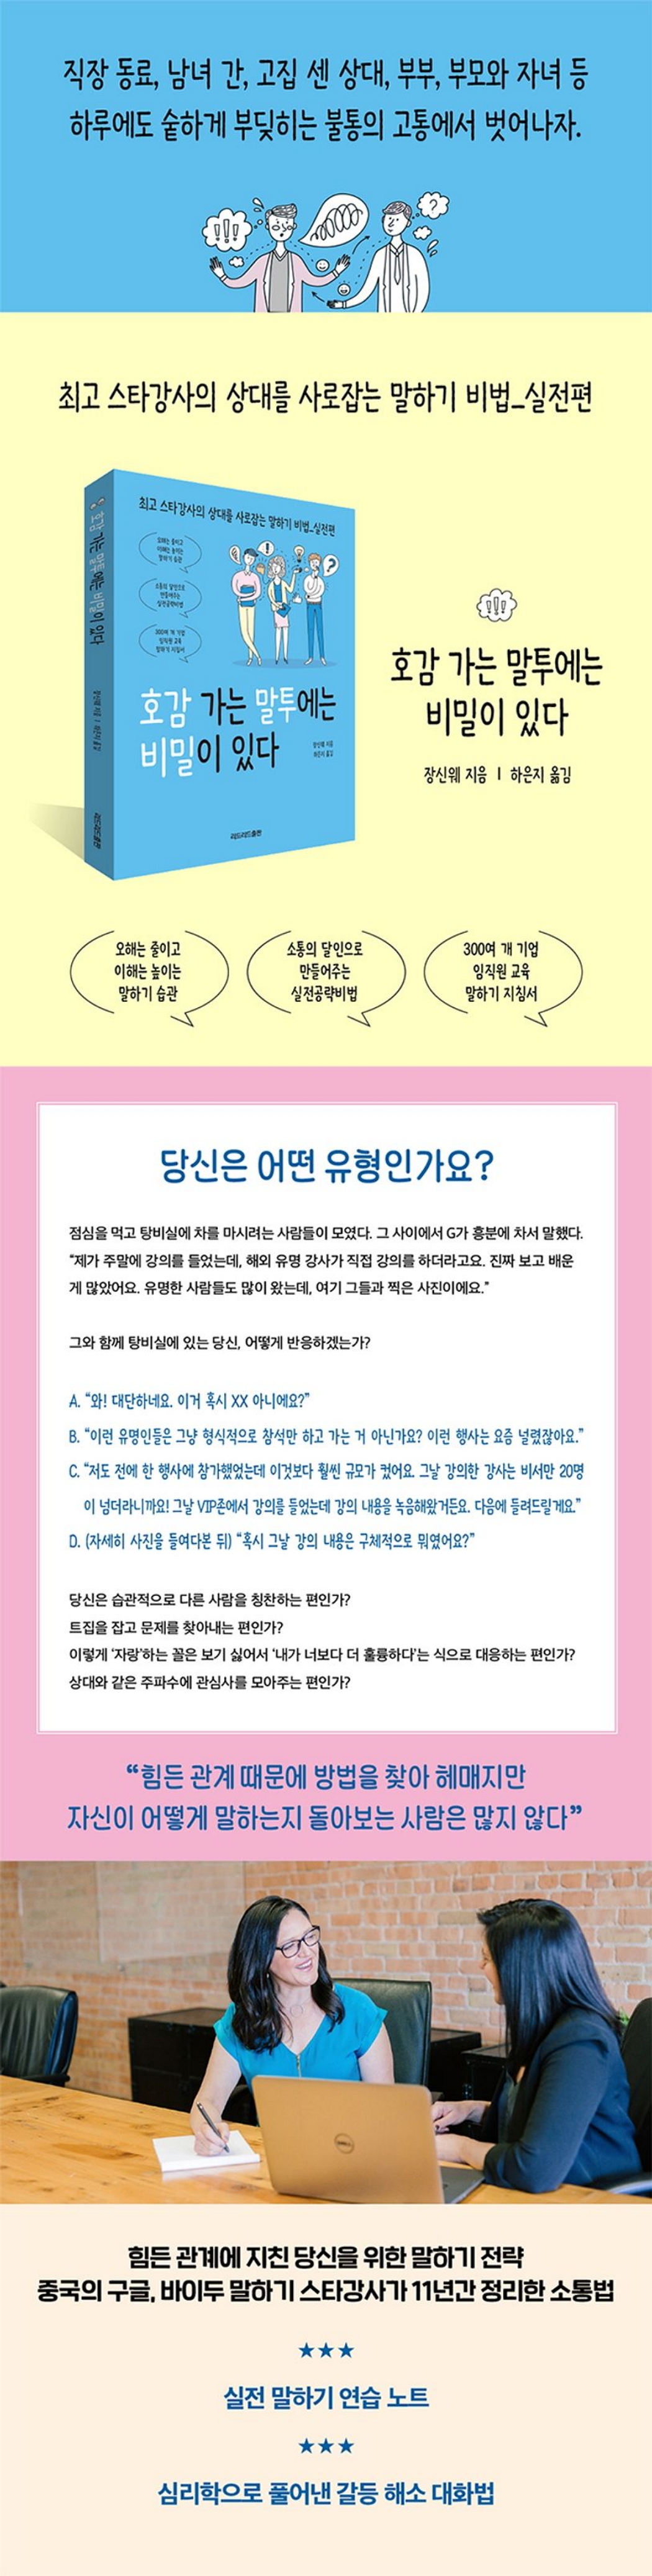 직장 동료, 남녀 간, 고집 센 상대, 부부, 부모와 자녀 등
하루에도 숱하게 부딪히는 불통의 고통에서 벗어나자.
최고 스타강사의 상대를 사로잡는 말하기 비법_실전편
호감 가는 말투에는 비밀이 있다
장신웨 지음 | 하은지 옮김
리드리드출판
최고 스타강사의 상대를 사로잡는 말하기 비법_실전편
오해는 줄이고
이해는 높이는
말하기 습관
소통의 달인으로
만들어주는
실전공략비법
300여 개 기업
임직원 교육
말하기 지침서
호감 가는 말투에는
비밀이 있다
장신웨 지음
하은지 옮김
리드리드출판
호감 가는 말투에는
비밀이 있다
장신웨 지음 | 하은지 옮김
오해는 줄이고
이해는 높이는
말하기 습관
소통의 달인으로
만들어주는
실전공략비법
300여 개 기업
임직원 교육
말하기 지침서
당신은 어떤 유형인가요?
점심을 먹고 탕비실에 차를 마시려는 사람들이 모였다. 그 사이에서 G가 흥분에 차서 말했다.
“제가 주말에 강의를 들었는데, 해외 유명 강사가 직접 강의를 하더라고요. 진짜 보고 배운
게 많았어요. 유명한 사람들도 많이 왔는데, 여기 그들과 찍은 사진이에요.”
그와 함께 탕비실에 있는 당신, 어떻게 반응하겠는가?
A. “와! 대단하네요. 이거 혹시 XX 아니에요?”
B. “이런 유명인들은 그냥 형식적으로 참석만 하고 가는 거 아닌가요? 이런 행사는 요즘 널렸잖아요.”
C. “저도 전에 한 행사에 참가했었는데 이것보다 훨씬 규모가 컸어요. 그날 강의한 강사는 비서만 20명
이 넘더라니까요! 그날 VIP존에서 강의를 들었는데 강의 내용을 녹음해왔거든요. 다음에 들려드릴게요.”
D. (자세히 사진을 들여다본 뒤) “혹시 그날 강의 내용은 구체적으로 뭐였어요?”
당신은 습관적으로 다른 사람을 칭찬하는 편인가?
트집을 잡고 문제를 찾아내는 편인가?
이렇게 ‘자랑’하는 꼴은 보기 싫어서 ‘내가 너보다 더 훌륭하다’는 식으로 대응하는 편인가?
상대와 같은 주파수에 관심사를 모아주는 편인가?
“힘든 관계 때문에 방법을 찾아 헤매지만
자신이 어떻게 말하는지 돌아보는 사람은 많지 않다”
DELL
힘든 관계에 지친 당신을 위한 말하기 전략
중국의 구글, 바이두 말하기 스타강사가 11년간 정리한 소통법
★★★
실전 말하기 연습 노트
★★★
심리학으로 풀어낸 갈등 해소 대화법